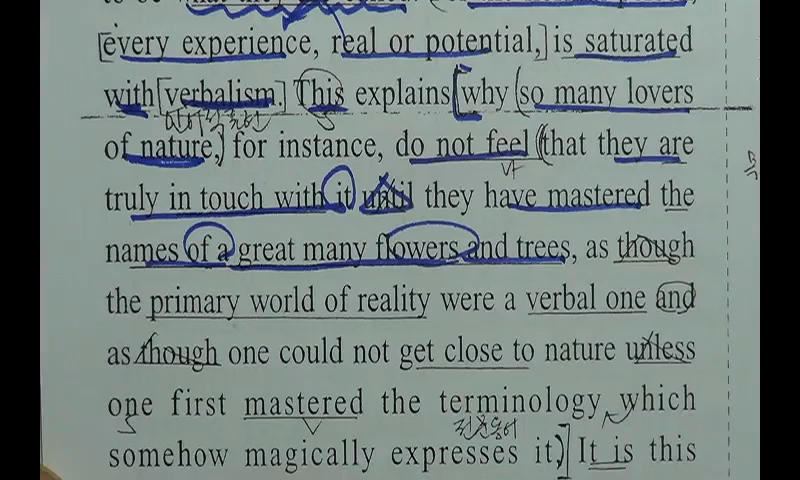 every experience, real or potential, is saturated
with verbalism. This explains why so many lovers
of nature, for instance, do not feel that they are
truly in touch with it until they have mastered the
names of a great many flowers and trees, as though
the primary world of reality were a verbal one and
as though one could not get close to nature unless
one first mastered the terminology which
전문용어
somehow magically expresses it. It is this